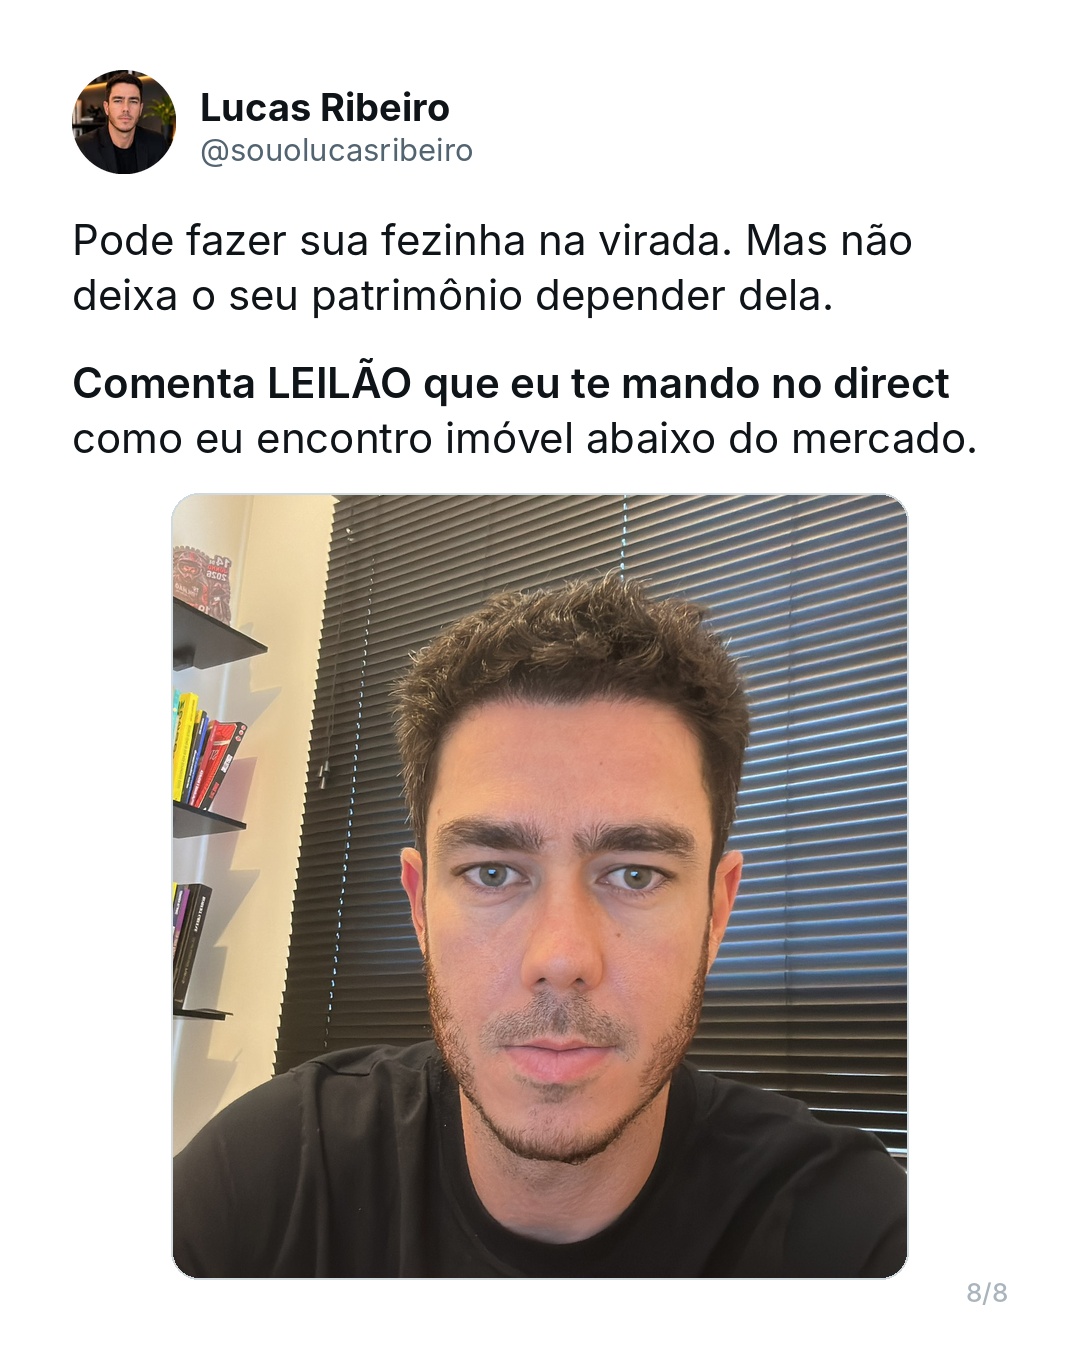 Lucas Ribeiro
@souolucasribeiro
Pode fazer sua fezinha na virada. Mas não
deixa o seu patrimônio depender dela.
Comenta LEILÃO que eu te mando no direct
como eu encontro imóvel abaixo do mercado.
8/8